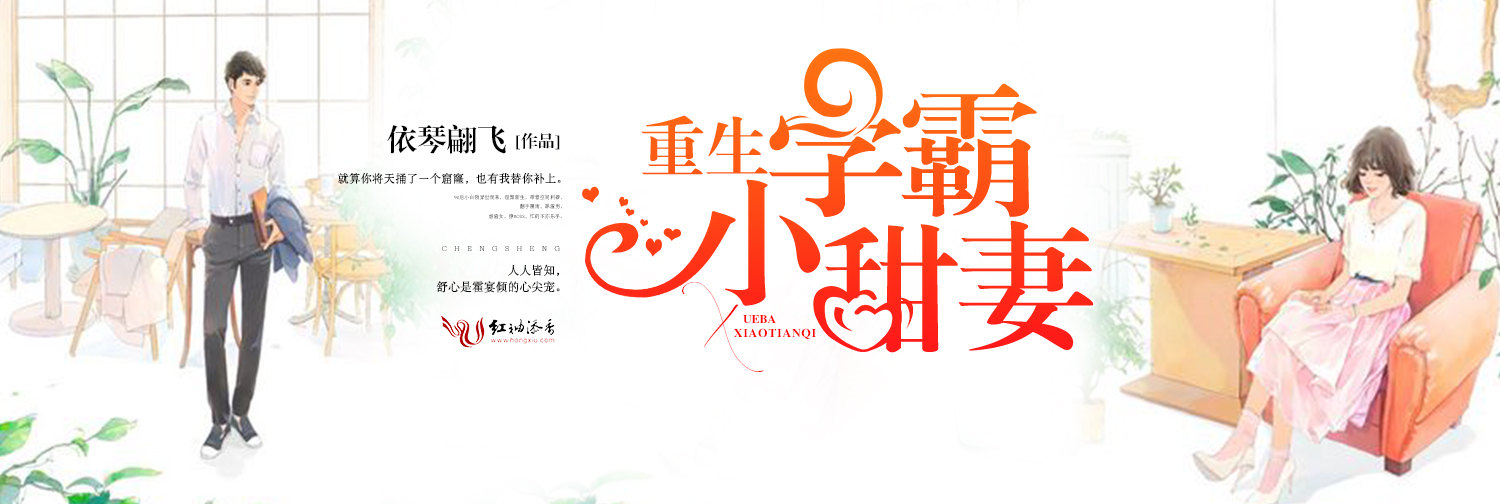 依琴翩飞 [作品]
就算你将天捅了一个窟窿，也有我替你补上。
CHENGSHENG
人人皆知，
舒心是霍宴倾的心尖宠。
红袖添香
www.hongxiu.com
重生学霸
小甜妻
XUEBA
XIAOTIANQI